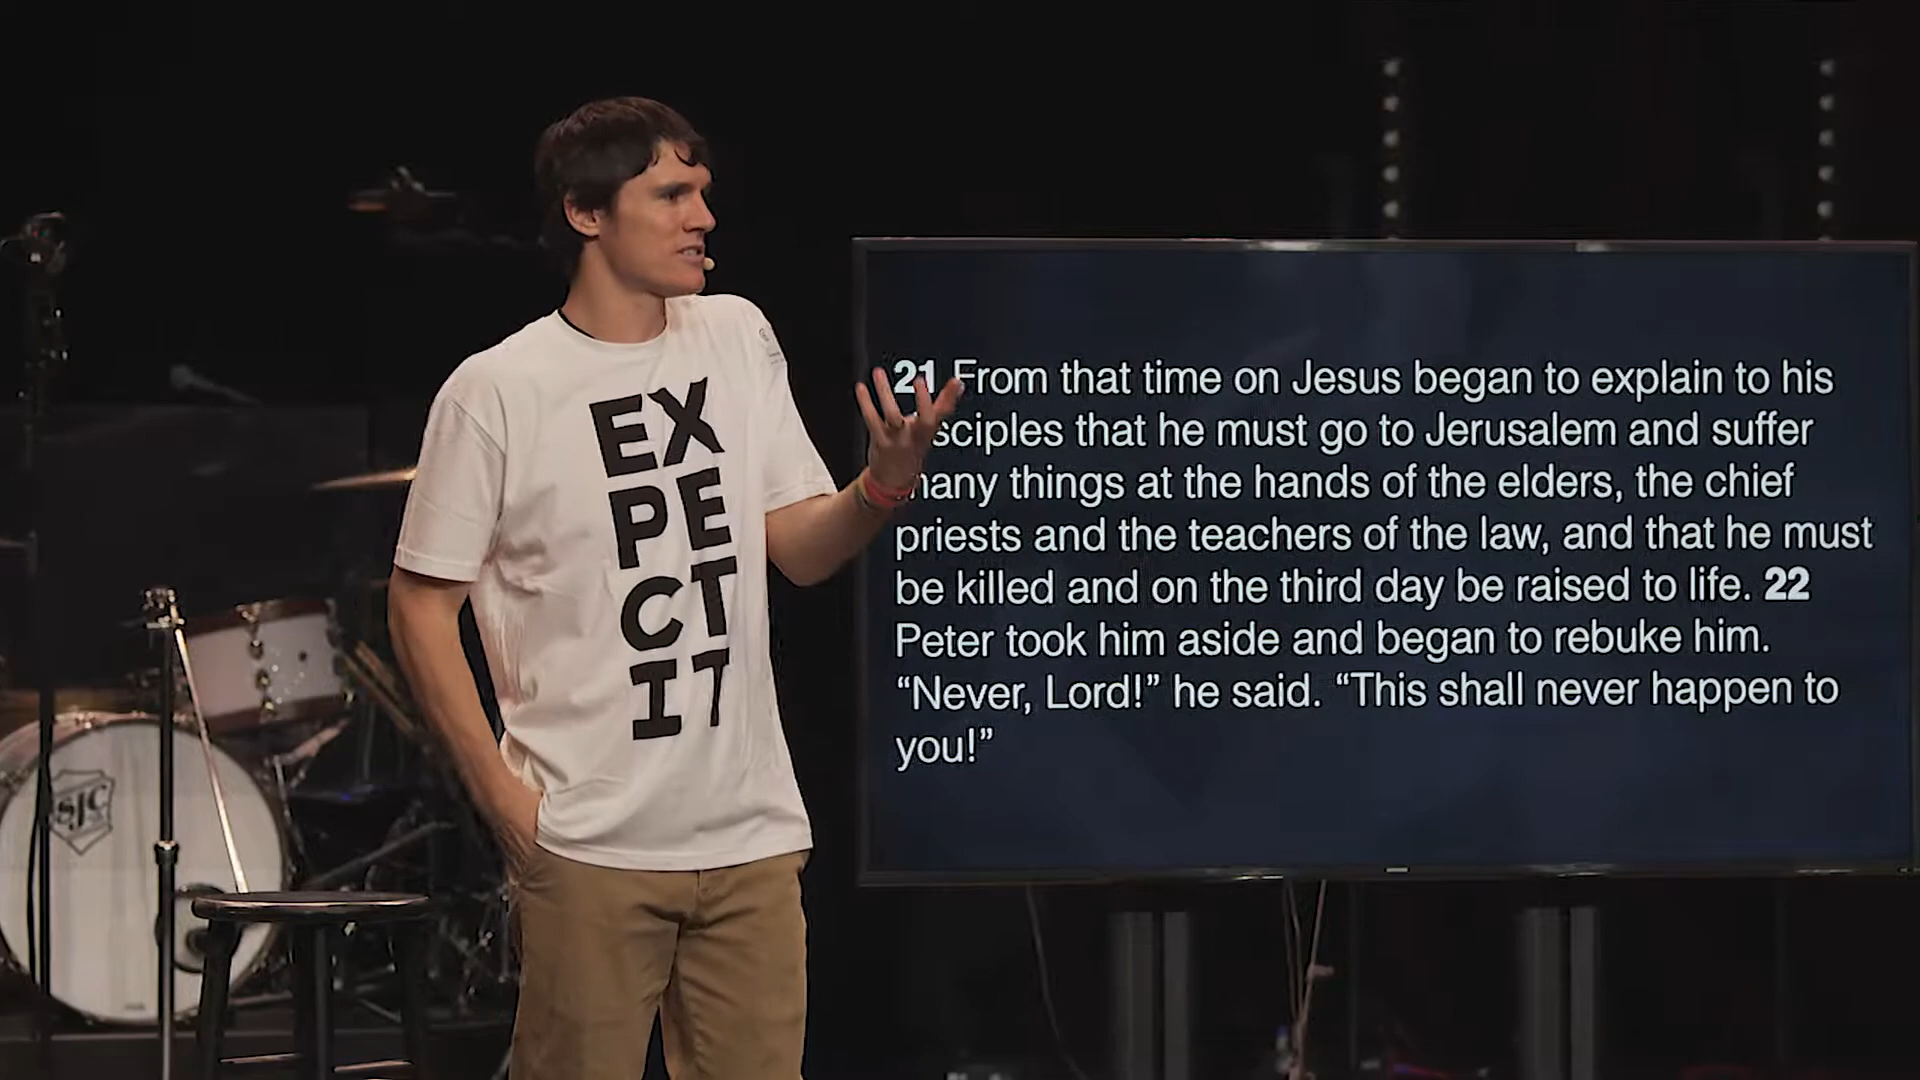 EX
PE
CT
IT
SJC
21 From that time on Jesus began to explain to his
disciples that he must go to Jerusalem and suffer
many things at the hands of the elders, the chief
priests and the teachers of the law, and that he must
be killed and on the third day be raised to life. 22
Peter took him aside and began to rebuke him.
“Never, Lord!” he said. “This shall never happen to
you!”